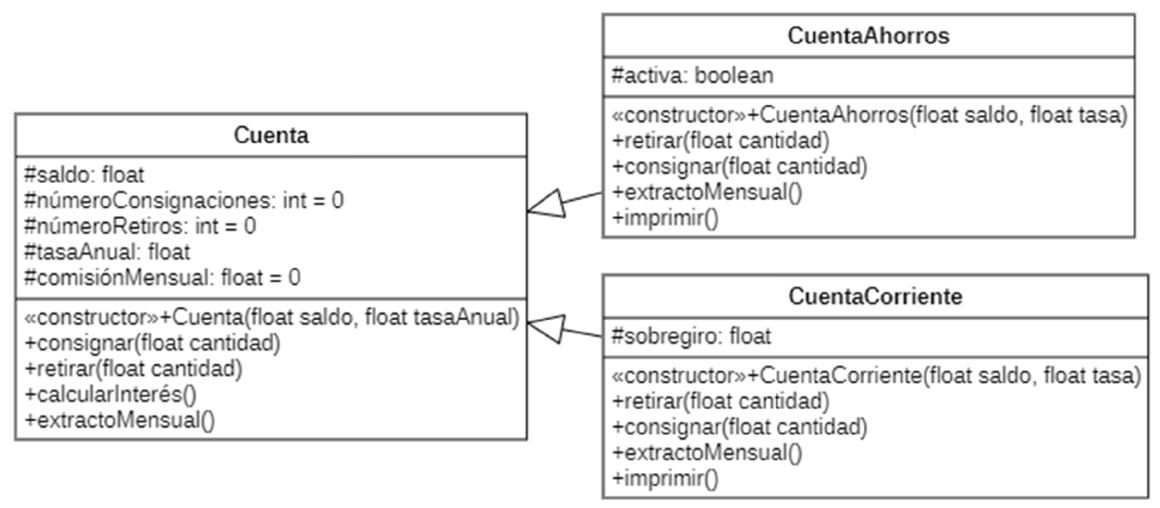 Cuenta
#saldo: float
#númeroConsignaciones: int = 0
#númeroRetiros: int = 0
#tasaAnual: float
#comisiónMensual: float = 0
«constructor»+Cuenta(float saldo, float tasaAnual)
+consignar(float cantidad)
+retirar(float cantidad)
+calcularInterés()
+extractoMensual()
CuentaAhorros
#activa: boolean
«constructor»+CuentaAhorros(float saldo, float tasa)
+retirar(float cantidad)
+consignar(float cantidad)
+extractoMensual()
+imprimir()
CuentaCorriente
#sobregiro: float
«constructor»+CuentaCorriente(float saldo, float tasa)
+retirar(float cantidad)
+consignar(float cantidad)
+extractoMensual()
+imprimir()